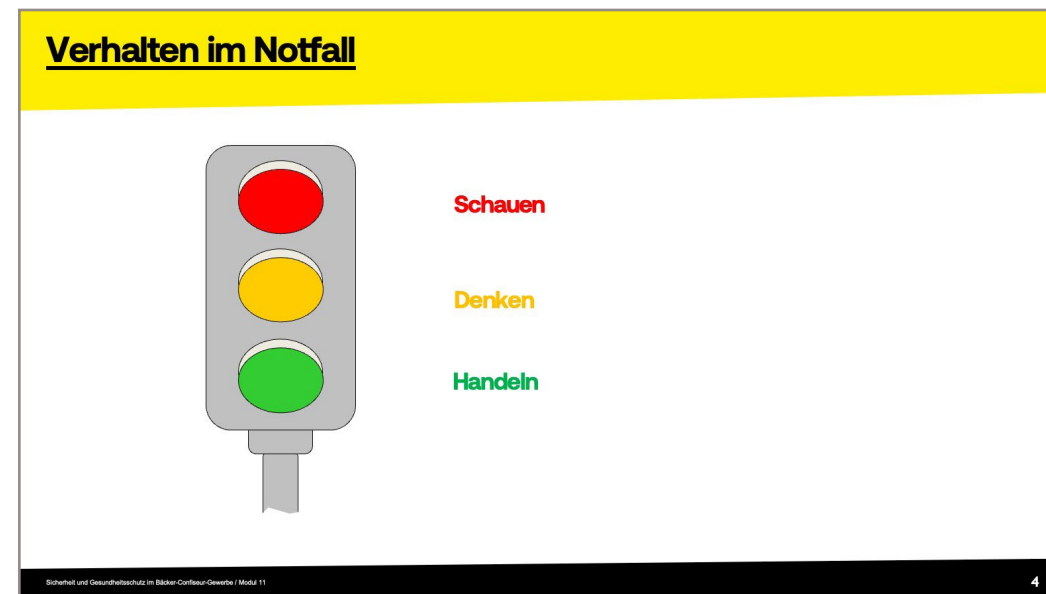 Verhalten im Notfall
Schauen
Denken
Handeln
Sicherheit und Gesundheitsschutz im Bäcker-Confiseur-Gewerbe / Modul 11
4